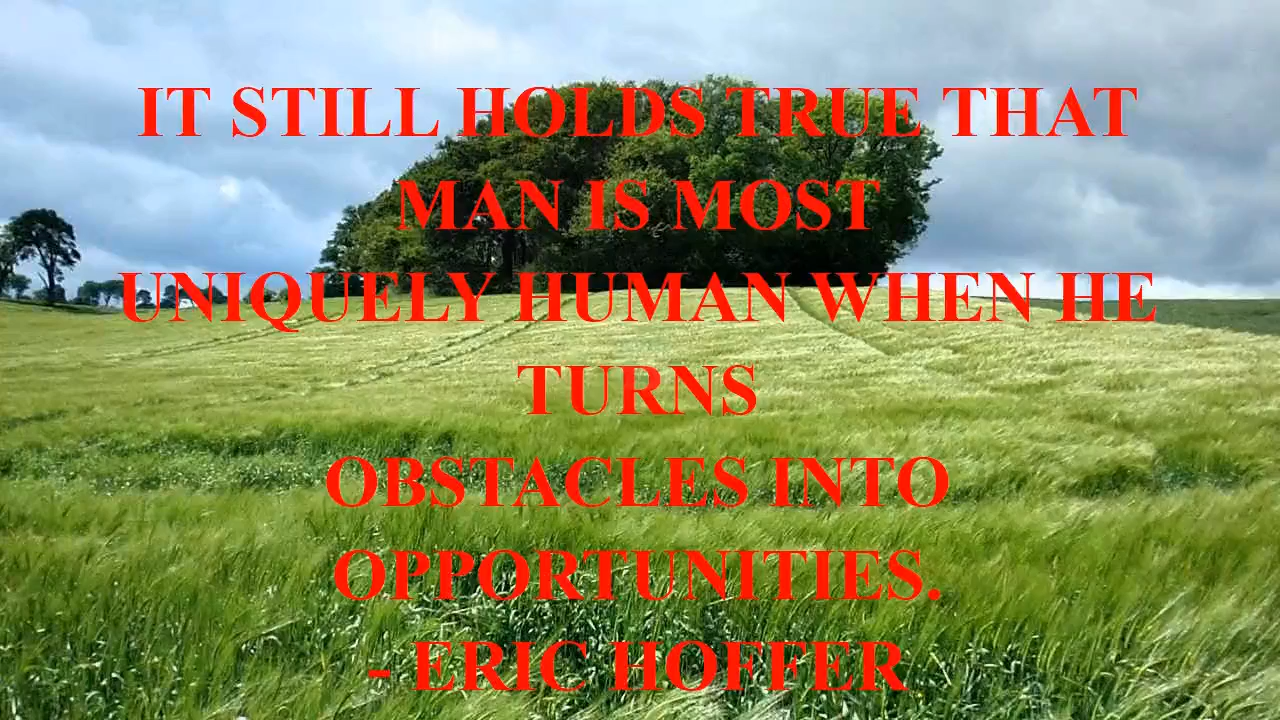 IT STILL HOLDS TRUE THAT
MAN IS MOST
UNIQUELY HUMAN WHEN HE
TURNS
OBSTACLES INTO
OPPORTUNITIES.
- ERIC HOFFER